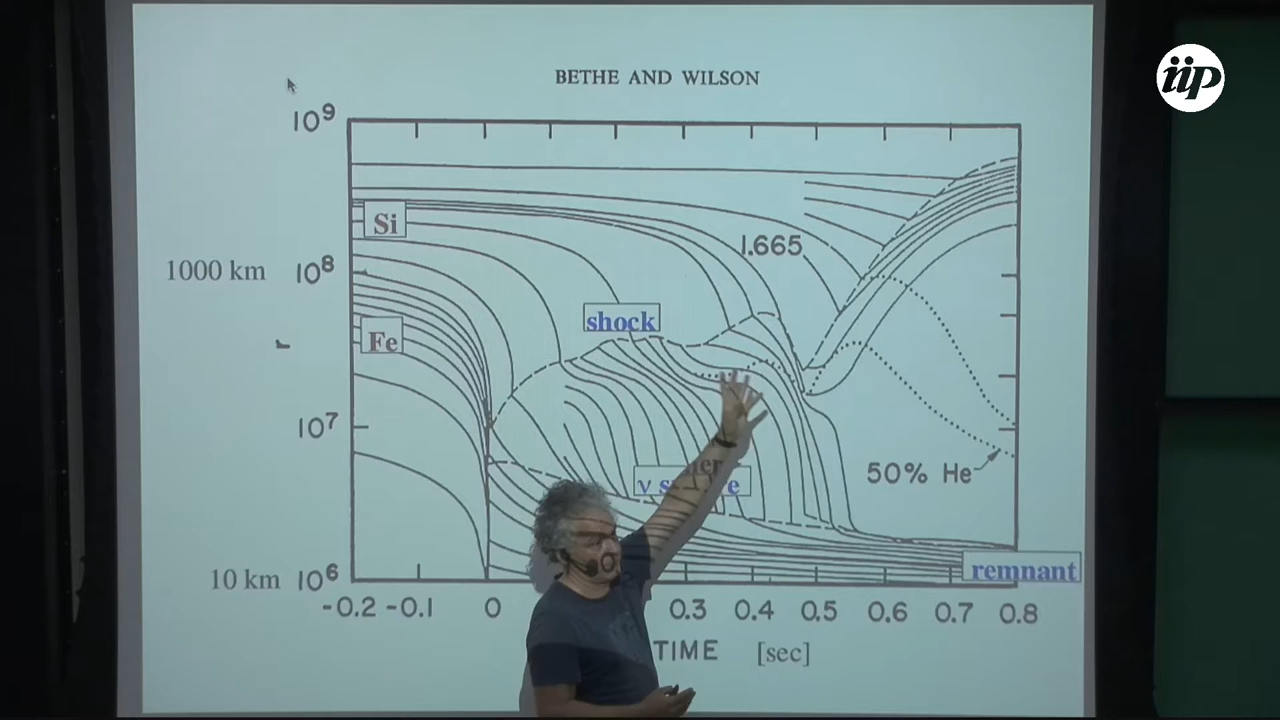 iip
BETHE AND WILSON
10⁹
Si
1.665
1000 km 10⁸
shock
Fe
r
10⁷
50% He
ν s e
remnant
10 km 10⁶
-0.2 -0.1 0 0.3 0.4 0.5 0.6 0.7 0.8
TIME [sec]